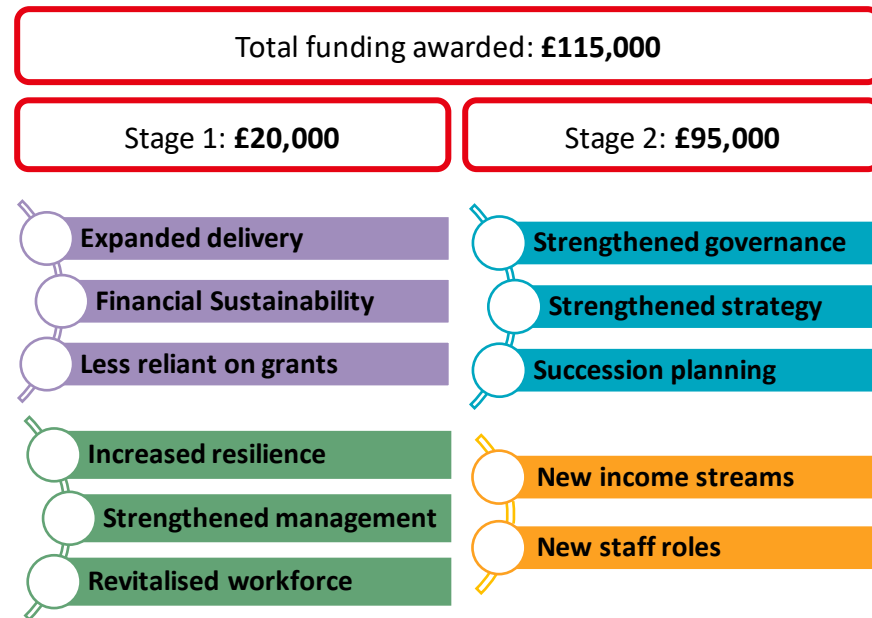 Total funding awarded: £115,000
Stage 1: £20,000
Stage 2: £95,000
Expanded delivery
Financial Sustainability
Less reliant on grants
Strengthened governance
Strengthened strategy
Succession planning
Increased resilience
Strengthened management
Revitalised workforce
New income streams
New staff roles